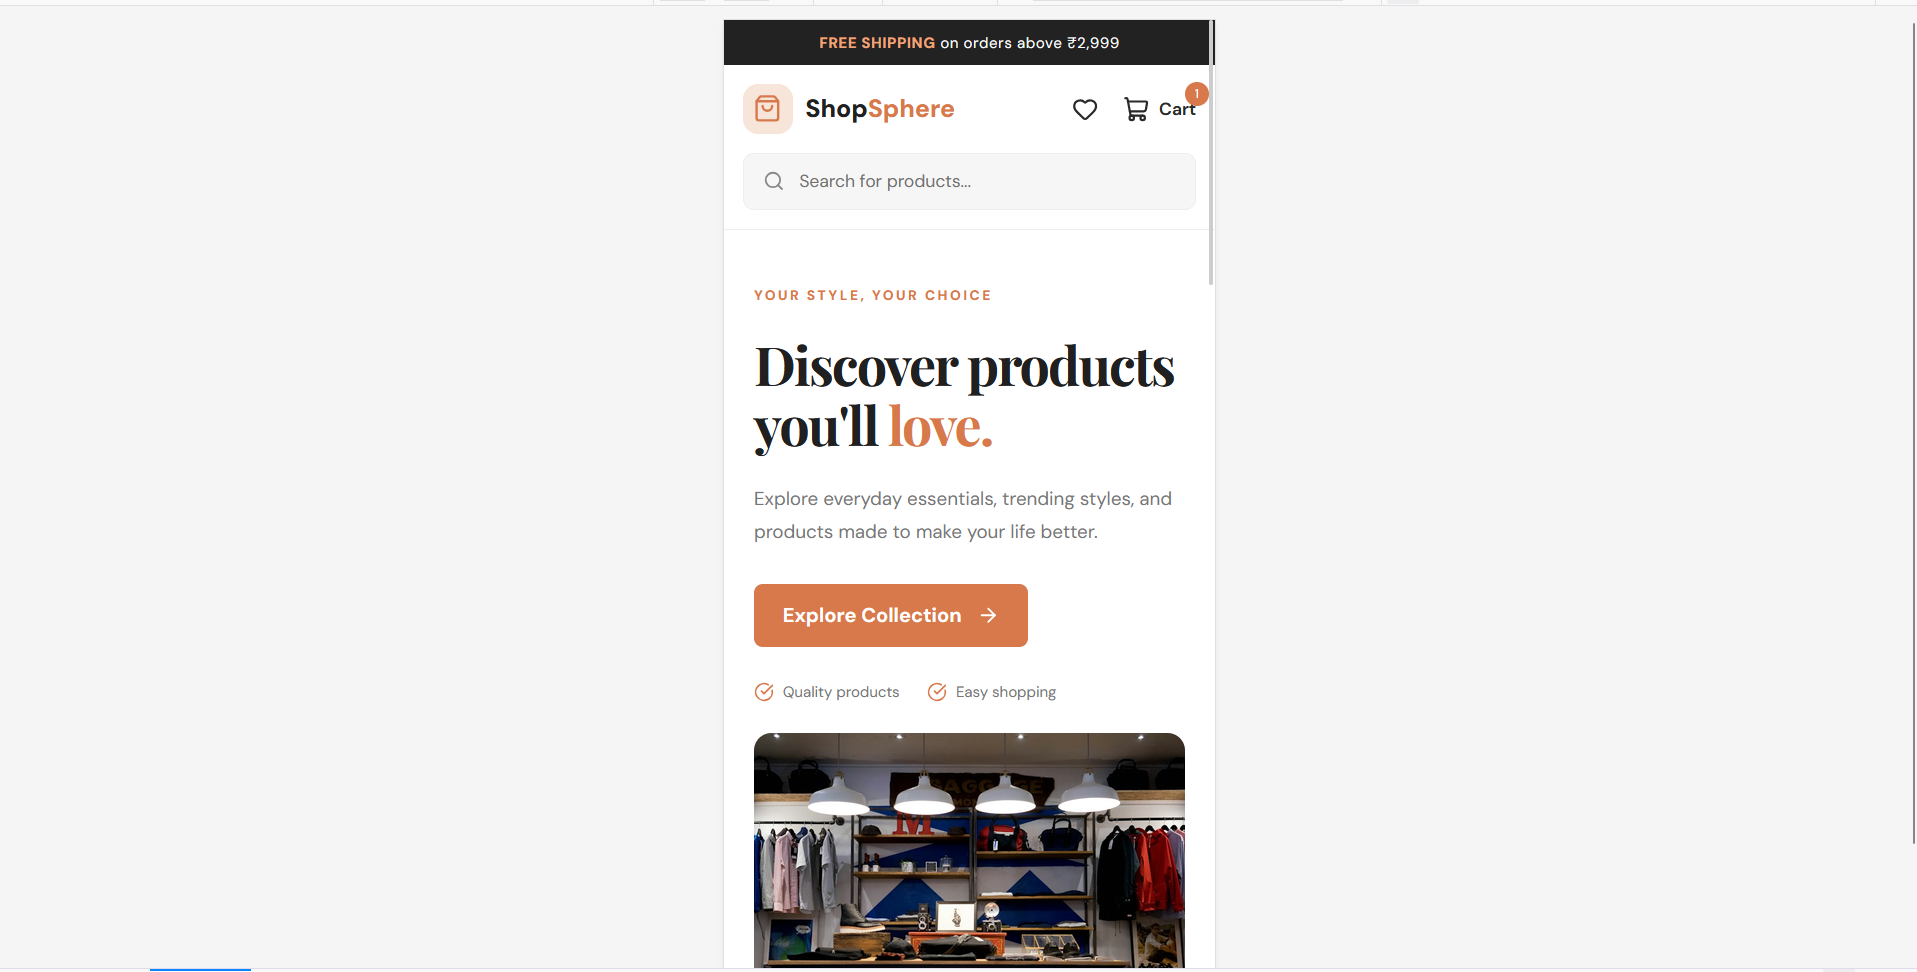 FREE SHIPPING on orders above ₹2,999
ShopSphere
1
Cart
Search for products...
YOUR STYLE, YOUR CHOICE
Discover products
you'll love.
Explore everyday essentials, trending styles, and
products made to make your life better.
Explore Collection
Quality products
Easy shopping
M